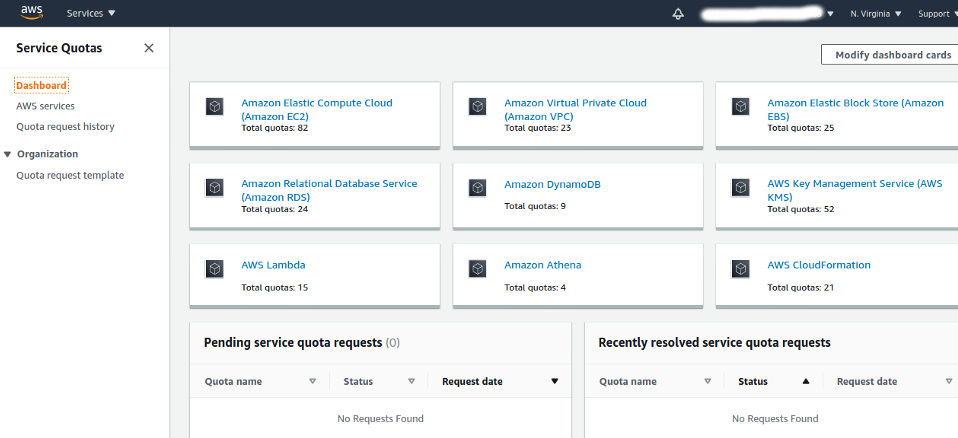 aws
Services
N. Virginia
Support
Service Quotas
Dashboard
AWS services
Quota request history
Organization
Quota request template
Modify dashboard cards
Amazon Elastic Compute Cloud
(Amazon EC2)
Total quotas: 82
Amazon Virtual Private Cloud
(Amazon VPC)
Total quotas: 23
Amazon Elastic Block Store (Amazon
EBS)
Total quotas: 25
Amazon Relational Database Service
(Amazon RDS)
Total quotas: 24
Amazon DynamoDB
Total quotas: 9
AWS Key Management Service (AWS
KMS)
Total quotas: 52
AWS Lambda
Total quotas: 15
Amazon Athena
Total quotas: 4
AWS CloudFormation
Total quotas: 21
Pending service quota requests (0)
Quota name
Status
Request date
No Requests Found
Recently resolved service quota requests
Quota name
Status
Request date
No Requests Found